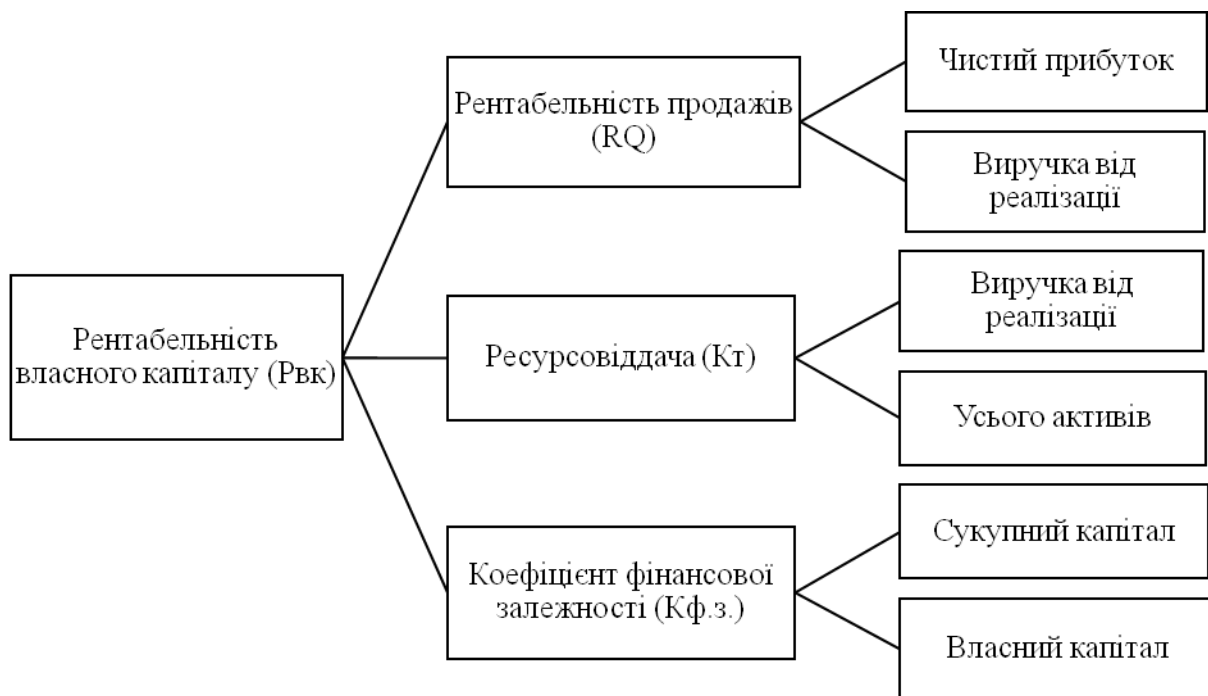 Чистий прибуток
Рентабельність продажів
(RQ)
Виручка від
реалізації
Рентабельність
власного капіталу (Рвк)
Ресурсовіддача (Кт)
Виручка від
реалізації
Усього активів
Коефіцієнт фінансової
залежності (Кф.з.)
Сукупний капітал
Власний капітал